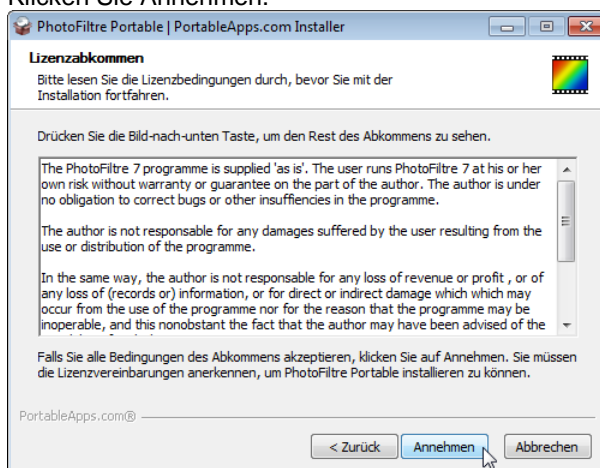 Klicken Sie Annehmen.
PhotoFiltre Portable | PortableApps.com Installer
Lizenzabkommen
Bitte lesen Sie die Lizenzbedingungen durch, bevor Sie mit der
Installation fortfahren.
Drücken Sie die Bild-nach-unten Taste, um den Rest des Abkommens zu sehen.
The PhotoFiltre 7 programme is supplied 'as is'. The user runs PhotoFiltre 7 at his or her
own risk without warranty or guarantee on the part of the author. The author is under
no obligation to correct bugs or other insuffiencies in the programme.
The author is not responsable for any damages suffered by the user resulting from the
use or distribution of the programme.
In the same way, the author is not responsable for any loss of revenue or profit , or of
any loss of (records or) information, or for direct or indirect damage which which may
occur from the use of the programme nor for the reason that the programme may be
inoperable, and this nonobstant the fact that the author may have been advised of the
Falls Sie alle Bedingungen des Abkommens akzeptieren, klicken Sie auf Annehmen. Sie müssen
die Lizenzvereinbarungen anerkennen, um PhotoFiltre Portable installieren zu können.
PortableApps.com®
< Zurück Annehmen Abbrechen